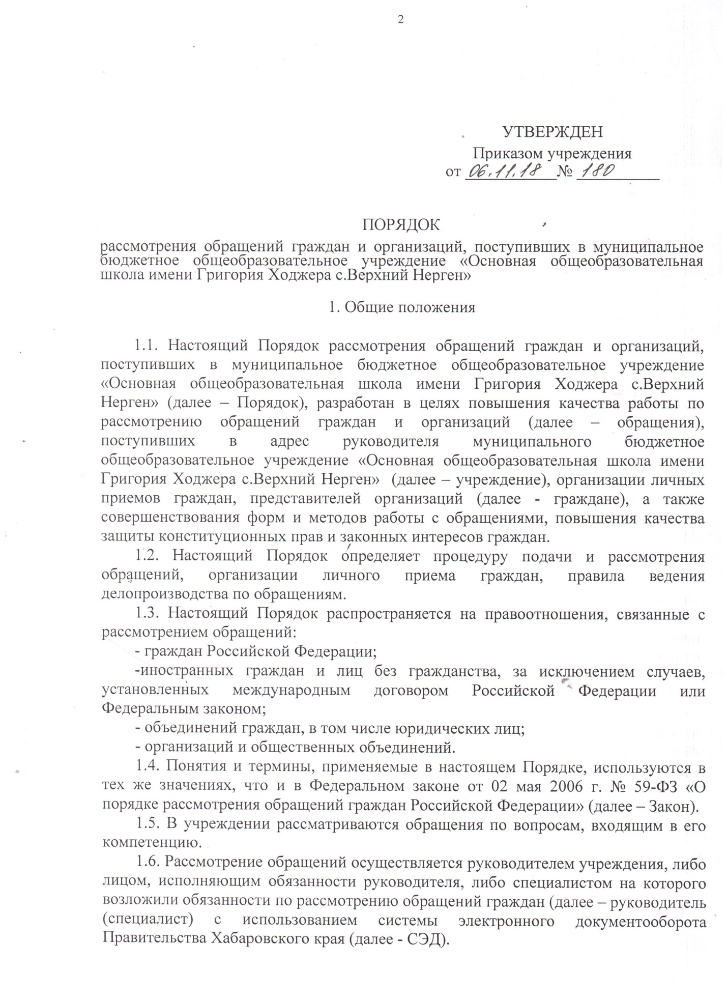 2
УТВЕРЖДЕН
Приказом учреждения
от 06.11.18 № 180
ПОРЯДОК
рассмотрения обращений граждан и организаций, поступивших в муниципальное
бюджетное общеобразовательное учреждение «Основная общеобразовательная
школа имени Григория Ходжера с.Верхний Нерген»
1. Общие положения
1.1. Настоящий Порядок рассмотрения обращений граждан и организаций,
поступивших в муниципальное бюджетное общеобразовательное учреждение
«Основная общеобразовательная школа имени Григория Ходжера с.Верхний
Нерген» (далее – Порядок), разработан в целях повышения качества работы по
рассмотрению обращений граждан и организаций (далее – обращения),
поступивших в адрес руководителя муниципального бюджетное
общеобразовательное учреждение «Основная общеобразовательная школа имени
Григория Ходжера с.Верхний Нерген» (далее – учреждение), организации личных
приемов граждан, представителей организаций (далее - граждане), а также
совершенствования форм и методов работы с обращениями, повышения качества
защиты конституционных прав и законных интересов граждан.
1.2. Настоящий Порядок определяет процедуру подачи и рассмотрения
обращений, организации личного приема граждан, правила ведения
делопроизводства по обращениям.
1.3. Настоящий Порядок распространяется на правоотношения, связанные с
рассмотрением обращений:
- граждан Российской Федерации;
-иностранных граждан и лиц без гражданства, за исключением случаев,
установленных международным договором Российской Федерации или
Федеральным законом;
- объединений граждан, в том числе юридических лиц;
- организаций и общественных объединений.
1.4. Понятия и термины, применяемые в настоящем Порядке, используются в
тех же значениях, что и в Федеральном законе от 02 мая 2006 г. № 59-ФЗ «О
порядке рассмотрения обращений граждан Российской Федерации» (далее – Закон).
1.5. В учреждении рассматриваются обращения по вопросам, входящим в его
компетенцию.
1.6. Рассмотрение обращений осуществляется руководителем учреждения, либо
лицом, исполняющим обязанности руководителя, либо специалистом на которого
возложили обязанности по рассмотрению обращений граждан (далее – руководитель
(специалист) с использованием системы электронного документооборота
Правительства Хабаровского края (далее - СЭД).